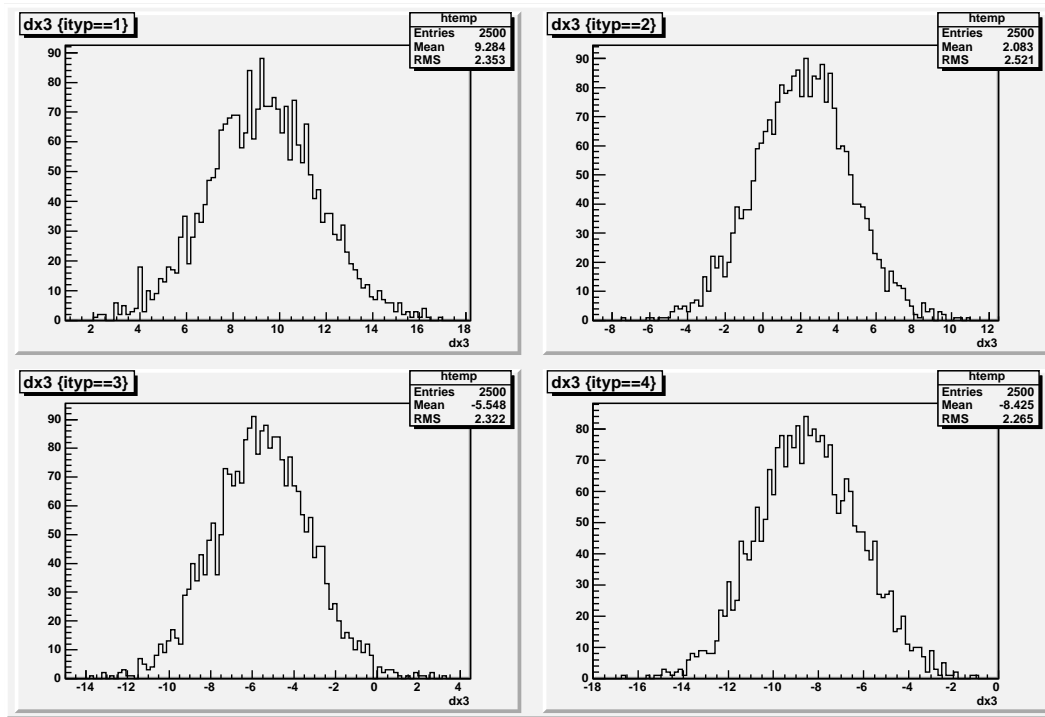 dx3 {ityp==1}
htemp
Entries 2500
Mean 9.284
RMS 2.353
90
80
70
60
50
40
30
20
10
0
2 4 6 8 10 12 14 16 18
dx3
dx3 {ityp==2}
htemp
Entries 2500
Mean 2.083
RMS 2.521
90
80
70
60
50
40
30
20
10
0
-8 -6 -4 -2 0 2 4 6 8 10 12
dx3
dx3 {ityp==3}
htemp
Entries 2500
Mean -5.548
RMS 2.322
90
80
70
60
50
40
30
20
10
0
-14 -12 -10 -8 -6 -4 -2 0 2 4
dx3
dx3 {ityp==4}
htemp
Entries 2500
Mean -8.425
RMS 2.265
80
70
60
50
40
30
20
10
0
-18 -16 -14 -12 -10 -8 -6 -4 -2 0
dx3